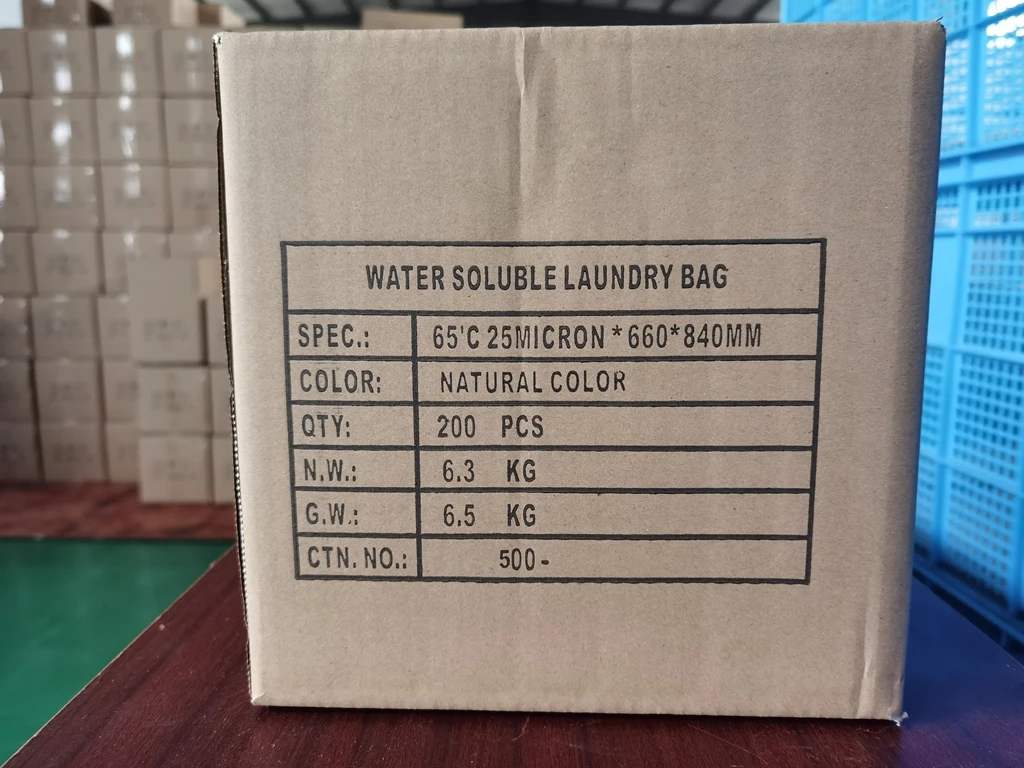 WATER SOLUBLE LAUNDRY BAG
SPEC.: 65'C 25MICRON * 660*840MM
COLOR: NATURAL COLOR
QTY: 200 PCS
N.W.: 6.3 KG
G.W.: 6.5 KG
CTN. NO.: 500-